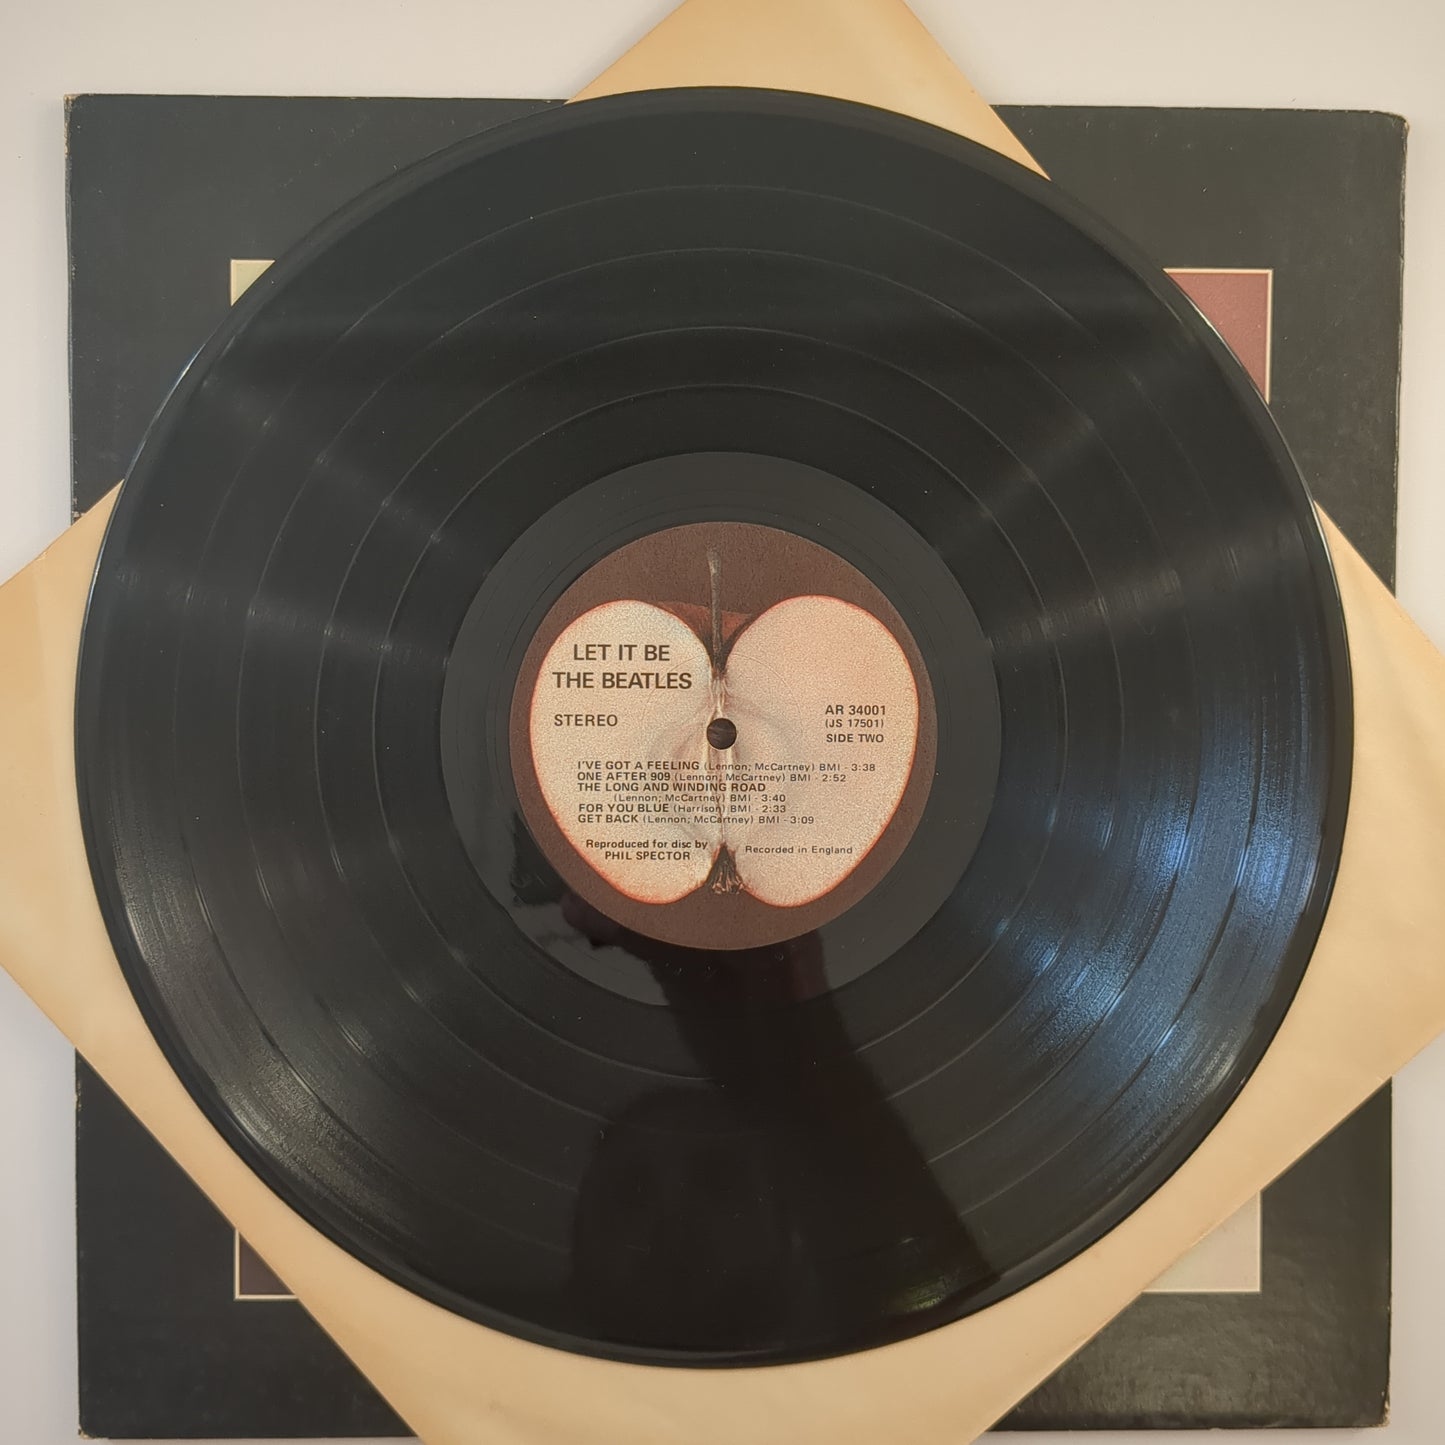 LET IT BE
THE BEATLES
STEREO
AR 34001
(JS 17501)
SIDE TWO
I'VE GOT A FEELING (Lennon; McCartney) BMI - 3:38
ONE AFTER 909 (Lennon; McCartney) BMI - 2:52
THE LONG AND WINDING ROAD
(Lennon; McCartney) BMI - 3:40
FOR YOU BLUE (Harrison) BMI - 2:33
GET BACK (Lennon; McCartney) BMI - 3:09
Reproduced for disc by
PHIL SPECTOR
Recorded in England